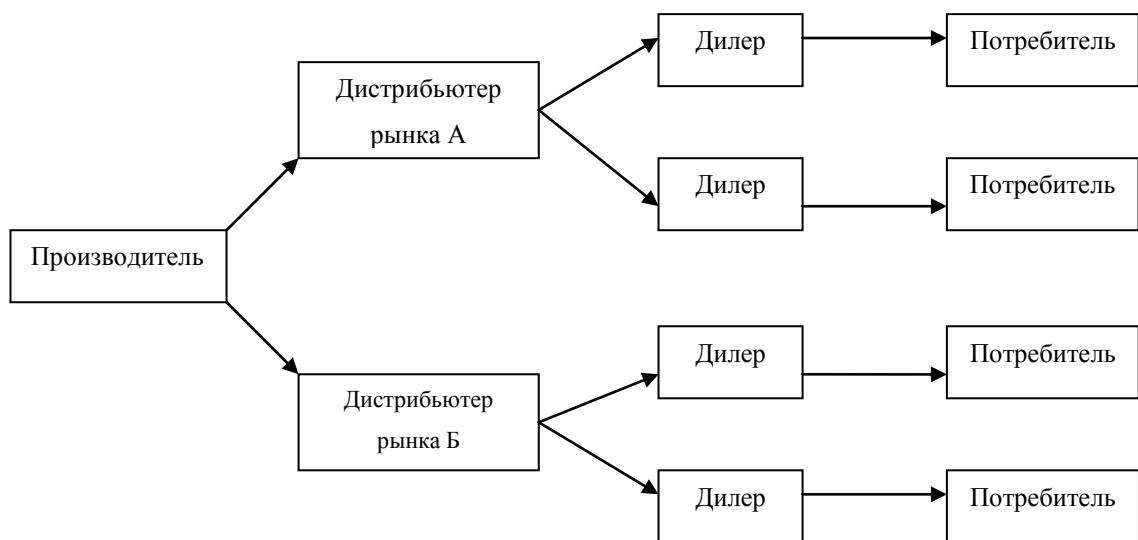 Дилер
Потребитель
Дистрибьютер
рынка А
Дилер
Потребитель
Производитель
Дилер
Потребитель
Дистрибьютер
рынка Б
Дилер
Потребитель